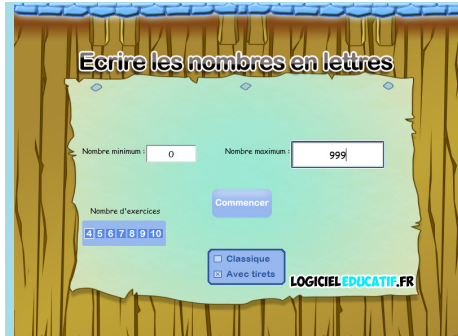 Ecrire les nombres en lettres
Nombre minimum : 0 Nombre maximum : 999
Commencer
Nombre d'exercices
4 5 6 7 8 9 10
Classique
Avec tirets
LOGICIELEDUCATIF.FR